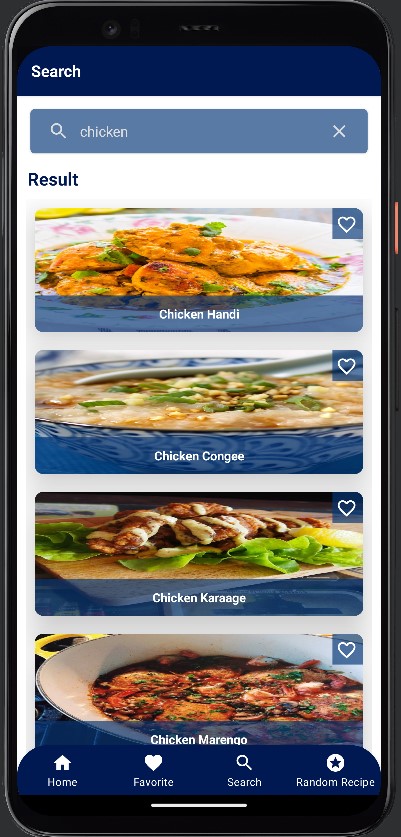 Search
chicken
Result
Chicken Handi
Chicken Congee
Chicken Karaage
Chicken Marengo
Home
Favorite
Search
Random Recipe